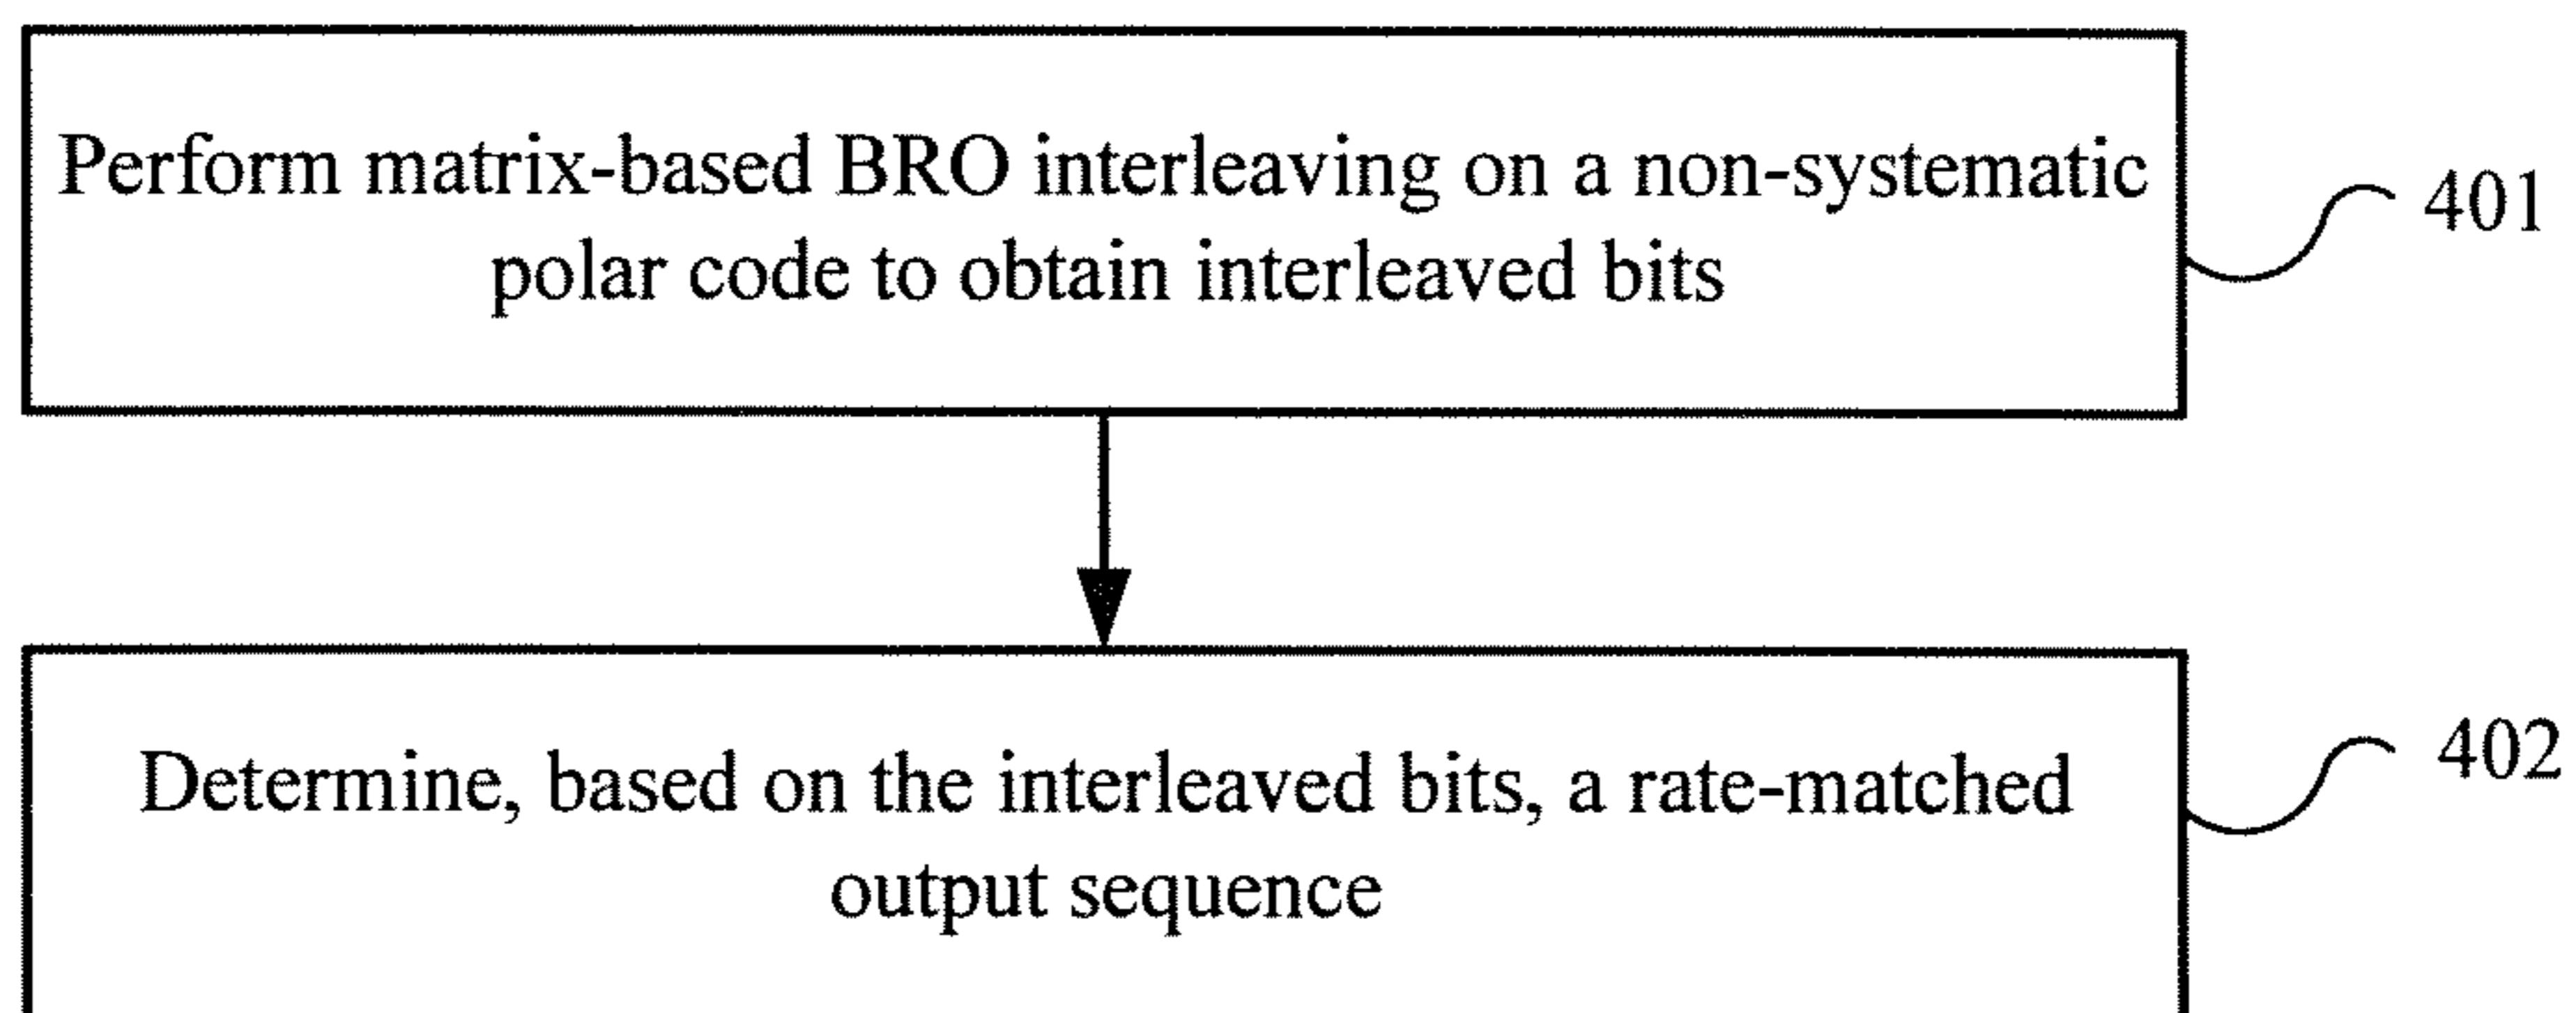 Perform matrix-based BRO interleaving on a non-systematic
polar code to obtain interleaved bits
401
Determine, based on the interleaved bits, a rate-matched
output sequence
402